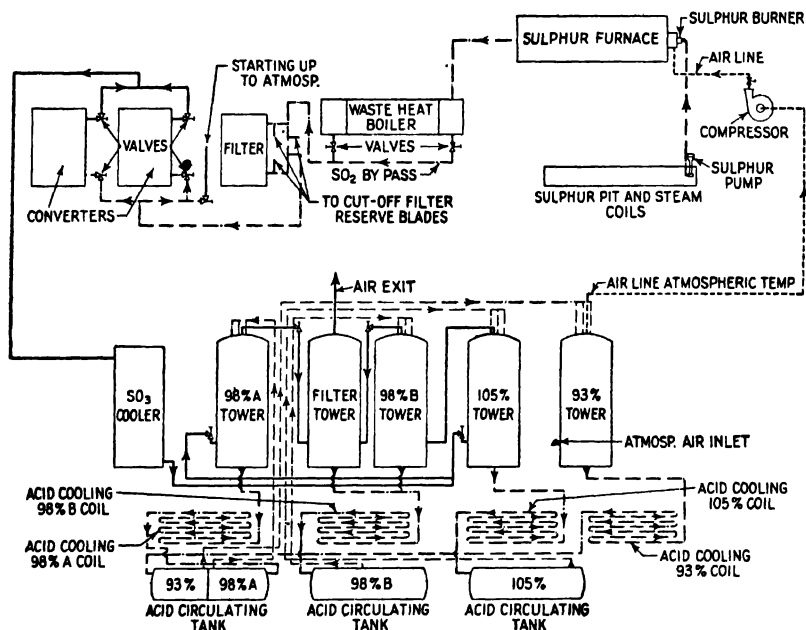 SULPHUR BURNER
SULPHUR FURNACE
AIR LINE
COMPRESSOR
STARTING UP
TO ATMOSP.
WASTE HEAT
BOILER
VALVES
FILTER
VALVES
SO₂ BY PASS
SULPHUR
PUMP
SULPHUR PIT AND STEAM
COILS
CONVERTERS
TO CUT-OFF FILTER
RESERVE BLADES
AIR EXIT
AIR LINE ATMOSPHERIC TEMP
SO₃
COOLER
98% A
TOWER
FILTER
TOWER
98% B
TOWER
105%
TOWER
93%
TOWER
ATMOSP. AIR INLET
ACID COOLING
98% B COIL
ACID COOLING
105% COIL
ACID COOLING
98% A COIL
ACID COOLING
93% COIL
93%
98% A
98% B
105%
ACID CIRCULATING
TANK
ACID CIRCULATING
TANK
ACID CIRCULATING
TANK